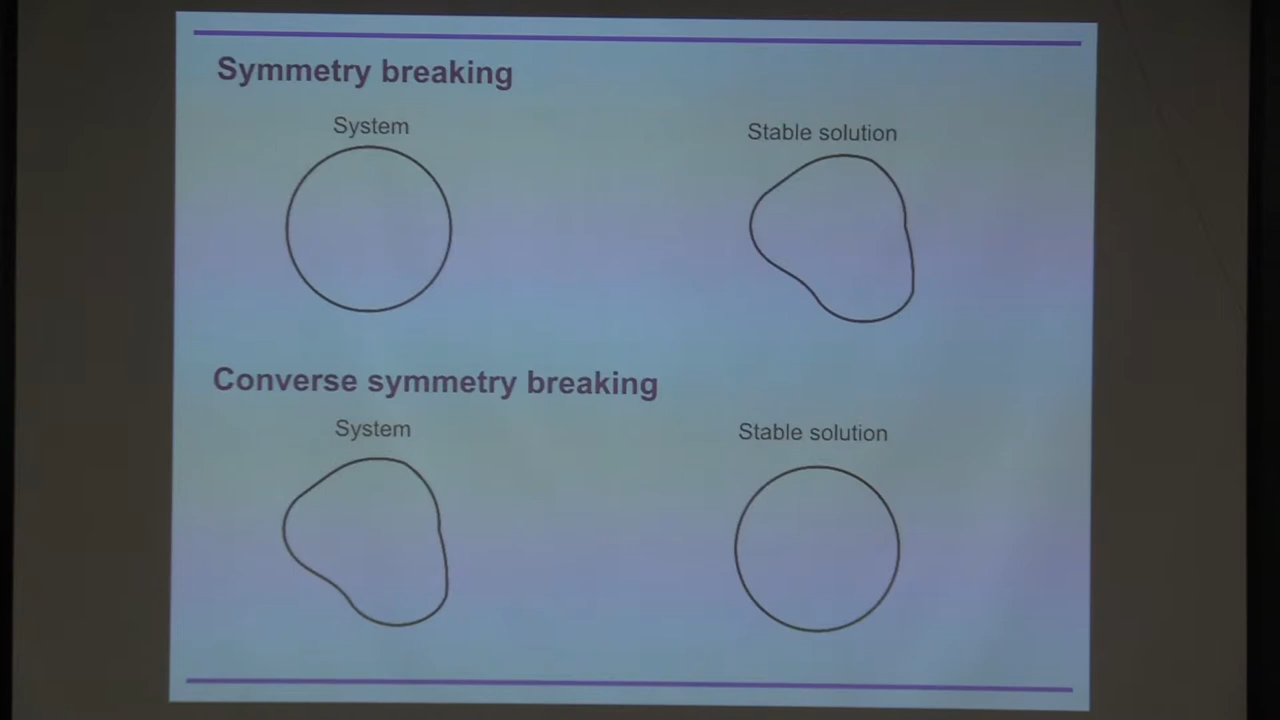 Symmetry breaking
System
Stable solution
Converse symmetry breaking
System
Stable solution